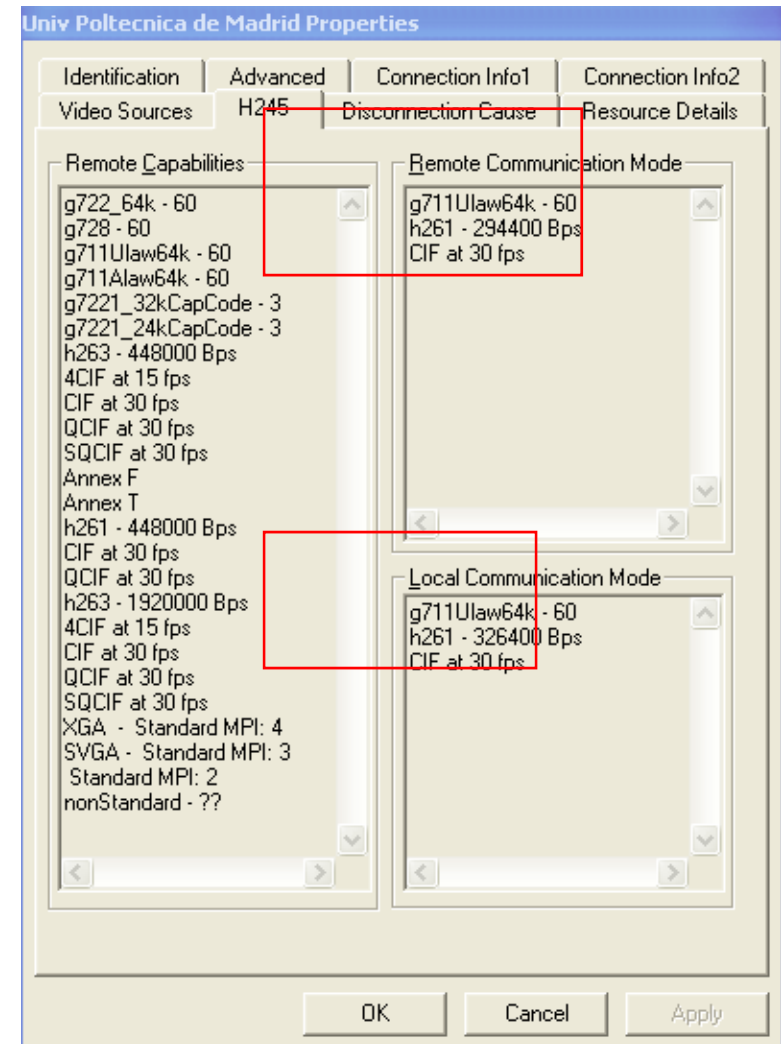 Univ Poltecnica de Madrid Properties
Identification
Advanced
Connection Info1
Connection Info2
Video Sources
H245
Disconnection Cause
Resource Details
Remote Capabilities
g722_64k - 60
g728 - 60
g711Ulaw64k - 60
g711Alaw64k - 60
g7221_32kCapCode - 3
g7221_24kCapCode - 3
h263 - 448000 Bps
4CIF at 15 fps
CIF at 30 fps
QCIF at 30 fps
SQCIF at 30 fps
Annex F
Annex T
h261 - 448000 Bps
CIF at 30 fps
QCIF at 30 fps
h263 - 1920000 Bps
4CIF at 15 fps
CIF at 30 fps
QCIF at 30 fps
SQCIF at 30 fps
XGA - Standard MPI: 4
SVGA - Standard MPI: 3
Standard MPI: 2
nonStandard - ??
Remote Communication Mode
g711Ulaw64k - 60
h261 - 294400 Bps
CIF at 30 fps
Local Communication Mode
g711Ulaw64k - 60
h261 - 326400 Bps
CIF at 30 fps
OK
Cancel
Apply